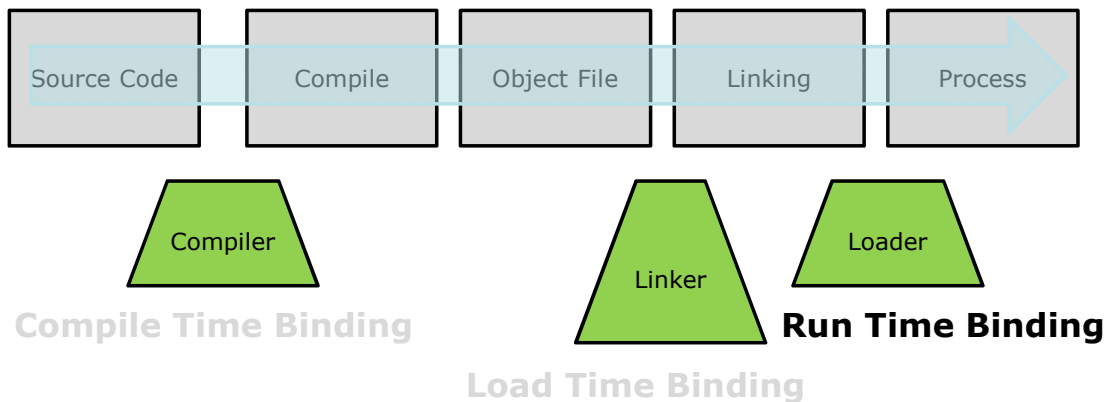 Source Code
Compile
Object File
Linking
Process
Compiler
Linker
Loader
Compile Time Binding
Run Time Binding
Load Time Binding